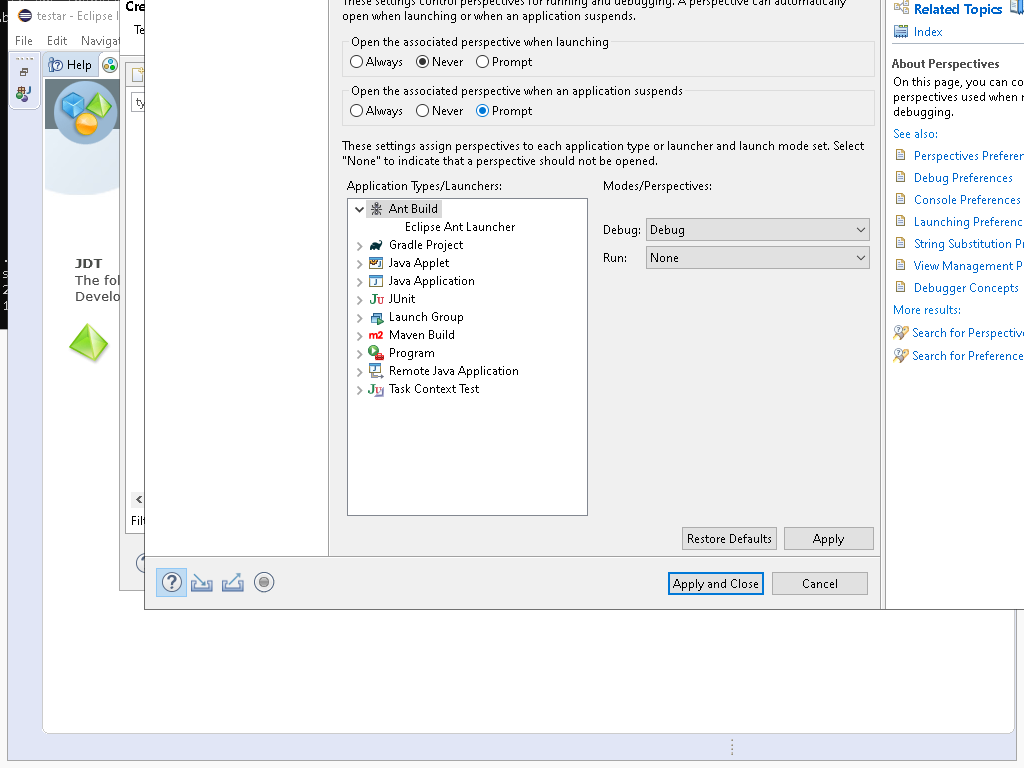 testar - Eclipse I
File Edit Navigat
Help
Cre
Te
ty
JDT
The fol
Develo
Filt
These settings control perspectives for running and debugging. A perspective can automatically
open when launching or when an application suspends.
Open the associated perspective when launching
Always Never Prompt
Open the associated perspective when an application suspends
Always Never Prompt
These settings assign perspectives to each application type or launcher and launch mode set. Select
"None" to indicate that a perspective should not be opened.
Application Types/Launchers:
Ant Build
Eclipse Ant Launcher
Gradle Project
Java Applet
Java Application
JUnit
Launch Group
m2 Maven Build
Program
Remote Java Application
Task Context Test
Modes/Perspectives:
Debug: Debug
Run: None
Restore Defaults Apply
Apply and Close Cancel
Related Topics
Index
About Perspectives
On this page, you can co
perspectives used when r
debugging.
See also:
Perspectives Preferen
Debug Preferences
Console Preferences
Launching Preferenc
String Substitution Pr
View Management P
Debugger Concepts
More results:
Search for Perspective
Search for Preference